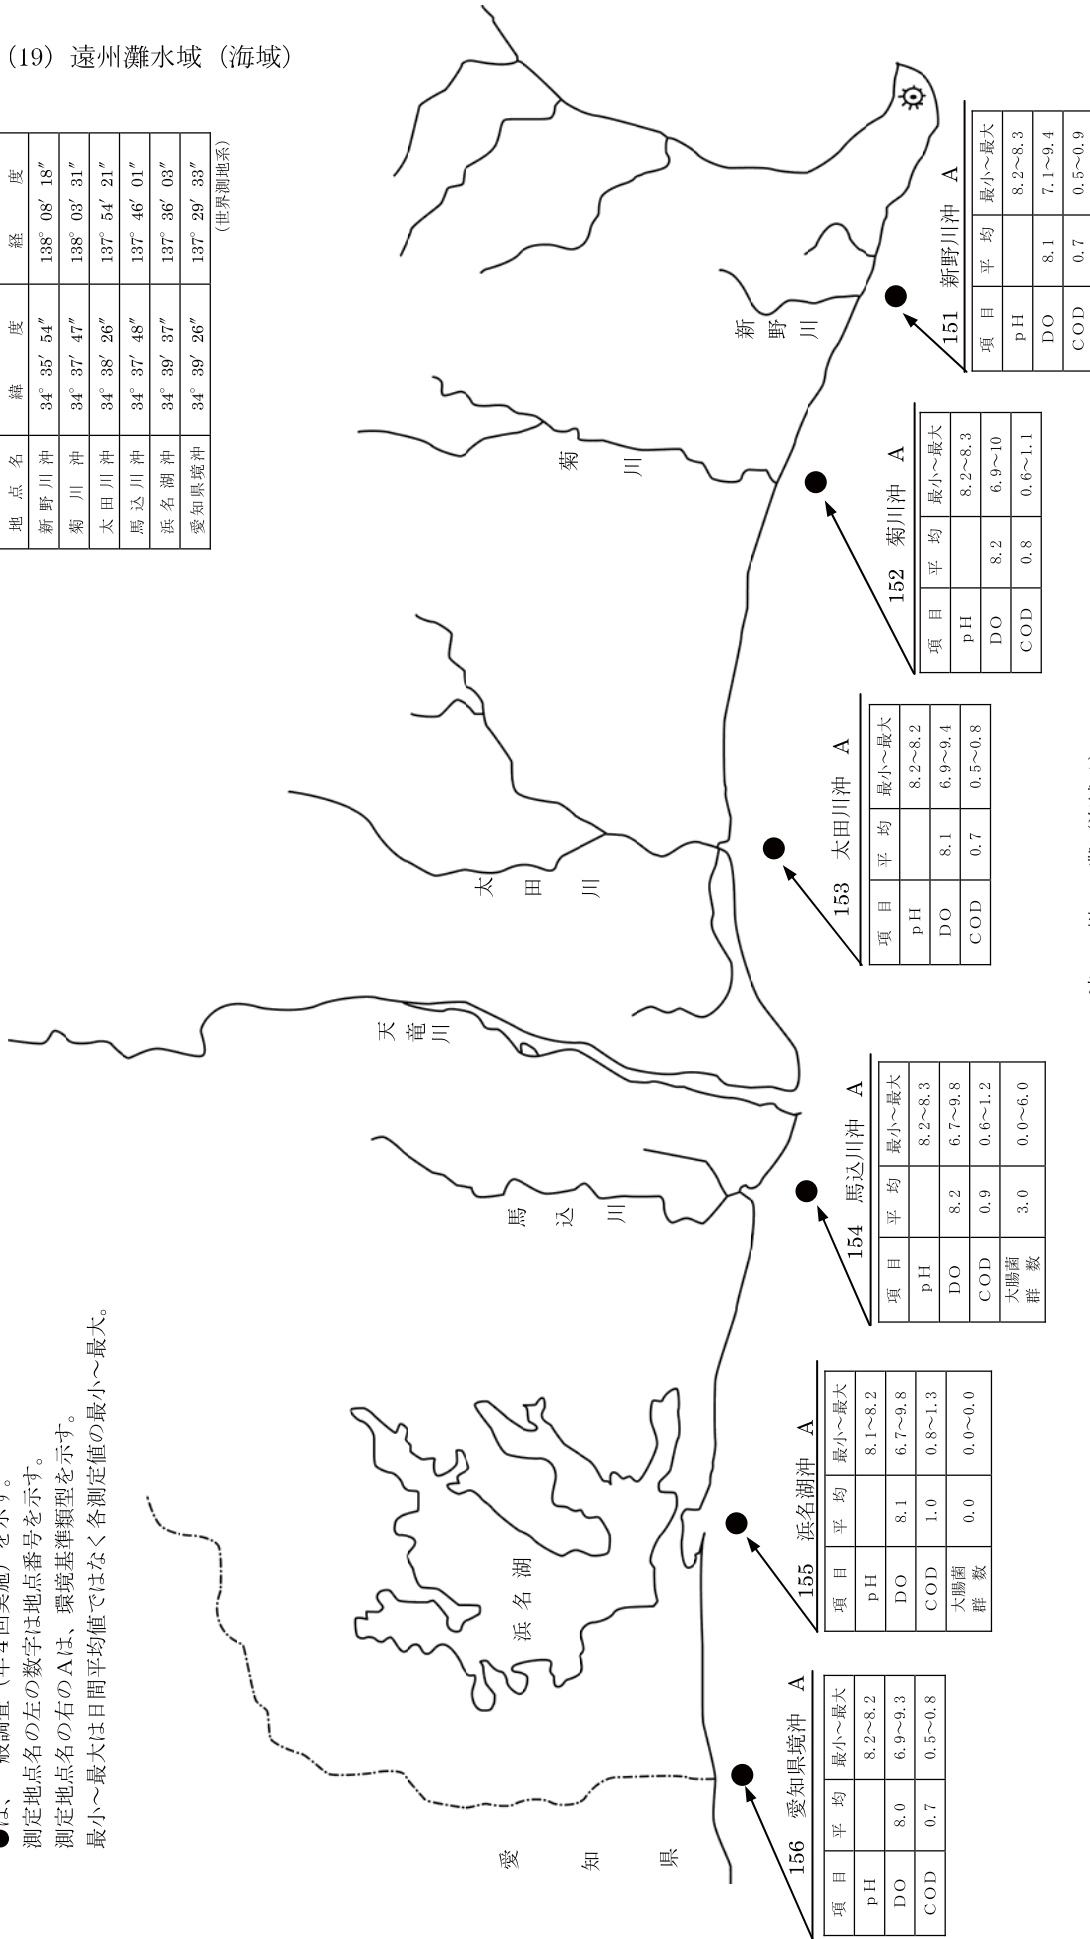 (19) 遠州灘水域 (海域)
地点名 緯度 経度
新野川沖 34° 35′ 54″ 138° 08′ 18″
菊川沖 34° 37′ 47″ 138° 03′ 31″
太田川沖 34° 38′ 26″ 137° 54′ 21″
馬込川沖 34° 37′ 48″ 137° 46′ 01″
浜名湖沖 34° 39′ 37″ 137° 36′ 03″
愛知県境沖 34° 39′ 26″ 137° 29′ 33″
(世界測地系)
測定地点名の左の数字は地点番号を示す。
測定地点名の右のAは、環境基準類型を示す。
最小～最大は日間平均値ではなく各測定値の最小～最大。
愛知県
浜名湖
馬込川
天竜川
太田川
菊川
新野川
156 愛知県境沖 A
項目 平均 最小～最大
pH 8.2～8.2
DO 8.0 6.9～9.3
COD 0.7 0.5～0.8
155 浜名湖沖 A
項目 平均 最小～最大
pH 8.1～8.2
DO 8.1 6.7～9.8
COD 1.0 0.8～1.3
大腸菌群数 0.0 0.0～0.0
154 馬込川沖 A
項目 平均 最小～最大
pH 8.2～8.3
DO 8.2 6.7～9.8
COD 0.9 0.6～1.2
大腸菌群数 3.0 0.0～6.0
153 太田川沖 A
項目 平均 最小～最大
pH 8.2～8.2
DO 8.1 6.9～9.4
COD 0.7 0.5～0.8
152 菊川沖 A
項目 平均 最小～最大
pH 8.2～8.3
DO 8.2 6.9～10
COD 0.8 0.6～1.1
151 新野川沖 A
項目 平均 最小～最大
pH 8.2～8.3
DO 8.1 7.1～9.4
COD 0.7 0.5～0.9